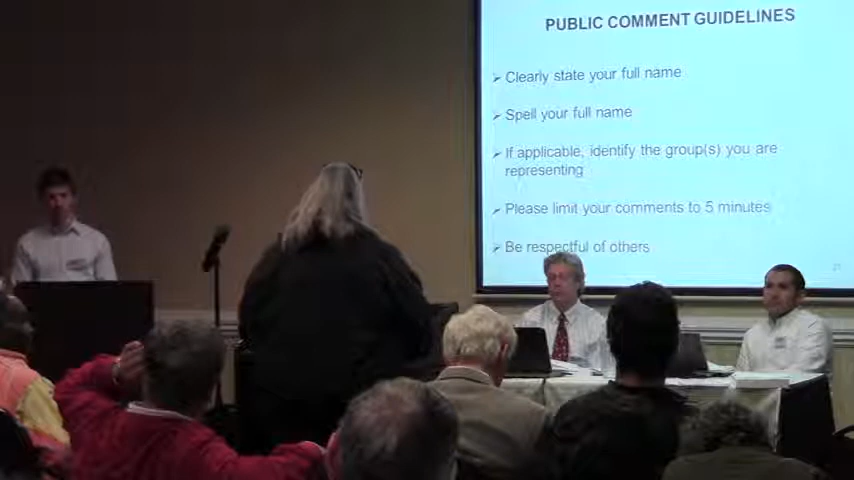 PUBLIC COMMENT GUIDELINES
➢ Clearly state your full name
➢ Spell your full name
➢ If applicable, identify the group(s) you are
representing
➢ Please limit your comments to 5 minutes
➢ Be respectful of others